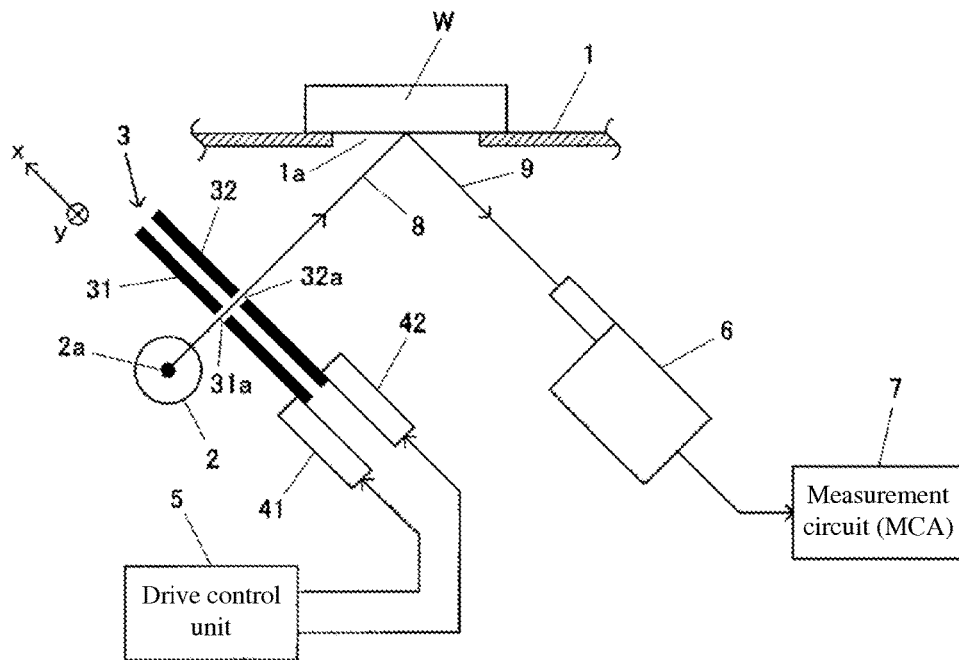 W
1
3
x
1a
9
32
8
y
31
32a
42
2a
31a
6
7
2
41
Measurement
circuit (MCA)
5
Drive control
unit